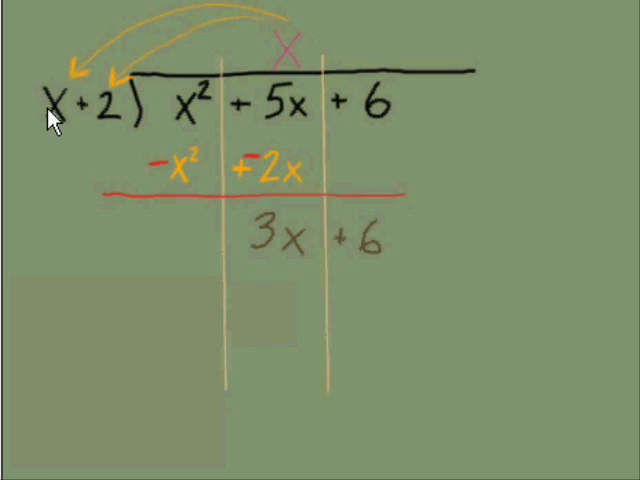 x
x + 2 ) x² + 5x + 6
-x² +-2x
3x + 6